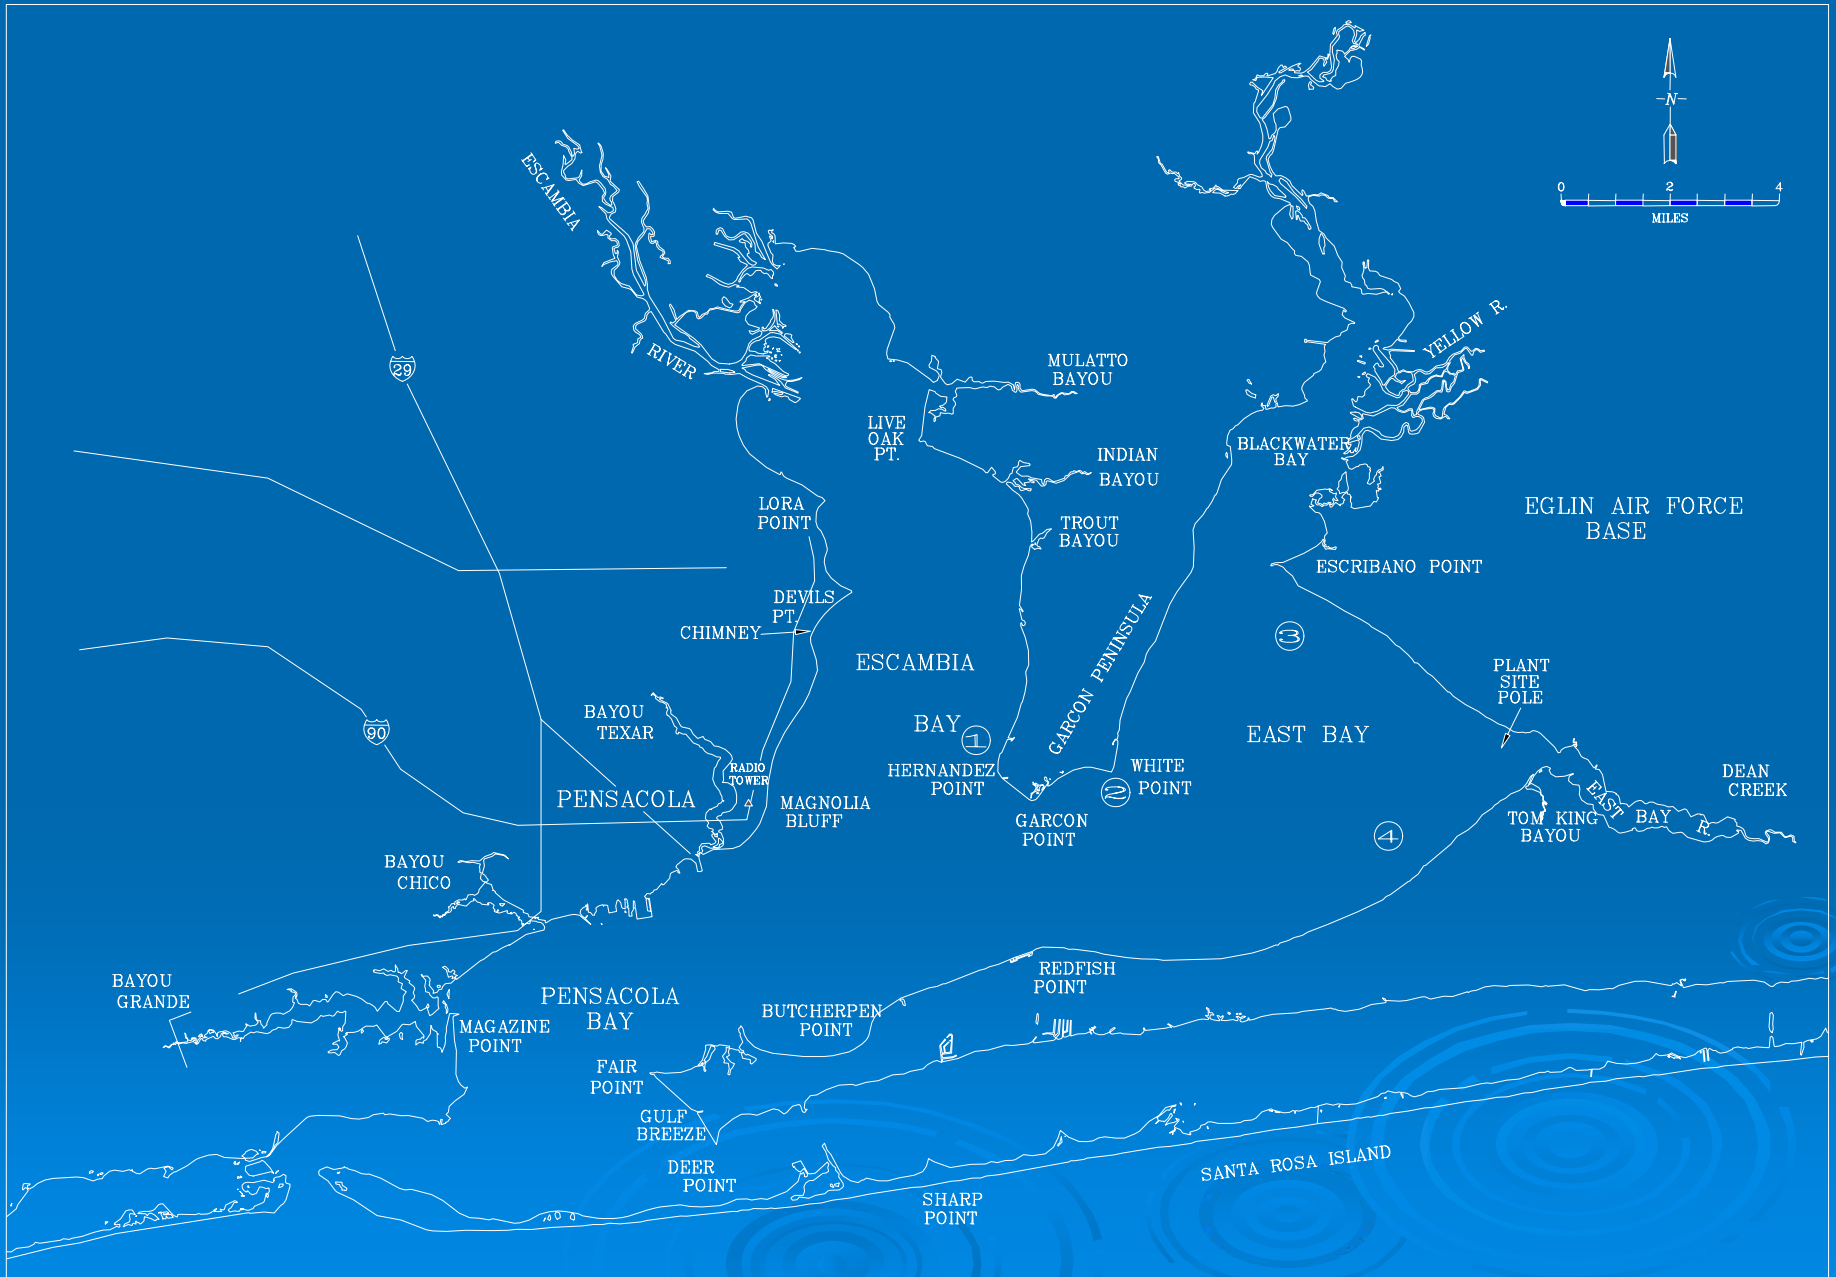 N
0 2 4
MILES
ESCAMBIA
RIVER
YELLOW R.
29
MULATTO
BAYOU
LIVE
OAK
PT.
BLACKWATER
BAY
INDIAN
BAYOU
LORA
POINT
TROUT
BAYOU
EGLIN AIR FORCE
BASE
ESCRIBANO POINT
DEVILS
PT.
CHIMNEY
GARCON PENINSULA
3
ESCAMBIA
BAY
1
PLANT
SITE
POLE
BAYOU
TEXAR
90
EAST BAY
RADIO
TOWER
HERNANDEZ
POINT
WHITE
POINT
2
DEAN
CREEK
PENSACOLA
MAGNOLIA
BLUFF
GARCON
POINT
4
EAST
BAY
R.
TOM KING
BAYOU
BAYOU
CHICO
BAYOU
GRANDE
PENSACOLA
BAY
REDFISH
POINT
BUTCHERPEN
POINT
MAGAZINE
POINT
FAIR
POINT
GULF
BREEZE
DEER
POINT
SANTA ROSA ISLAND
SHARP
POINT